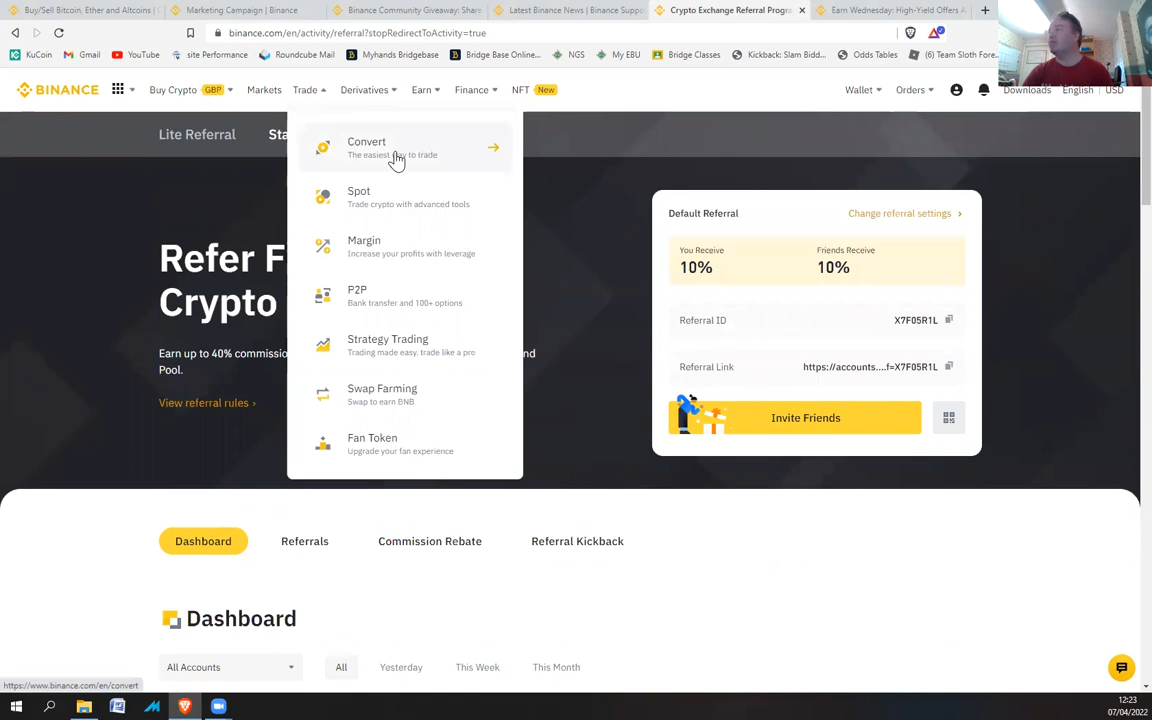 Buy/Sell Bitcoin, Ether and Altcoins |
Marketing Campaign | Binance
Binance Community Giveaway: Share
Latest Binance News | Binance Suppo
Crypto Exchange Referral Progra
Earn Wednesday: High-Yield Offers A
binance.com/en/activity/referral?stopRedirectToActivity=true
KuCoin
Gmail
YouTube
site Performance
Roundcube Mail
Myhands Bridgebase
Bridge Base Online...
NGS
My EBU
Bridge Classes
Kickback: Slam Bidd...
Odds Tables
(6) Team Sloth Fore
BINANCE
Buy Crypto GBP
Markets
Trade
Derivatives
Earn
Finance
NFT New
Wallet
Orders
Downloads
English
USD
Lite Referral
Sta
Convert
The easiest way to trade
Spot
Trade crypto with advanced tools
Margin
Increase your profits with leverage
P2P
Bank transfer and 100+ options
Strategy Trading
Trading made easy, trade like a pro
Swap Farming
Swap to earn BNB
Fan Token
Upgrade your fan experience
Refer F
Crypto
Earn up to 40% commissio nd
Pool.
View referral rules
Default Referral
Change referral settings
You Receive
Friends Receive
10%
10%
Referral ID
X7F05R1L
Referral Link
https://accounts....f=X7F05R1L
Invite Friends
Dashboard
Referrals
Commission Rebate
Referral Kickback
Dashboard
All Accounts
All
Yesterday
This Week
This Month
https://www.binance.com/en/convert
12:23
07/04/2022